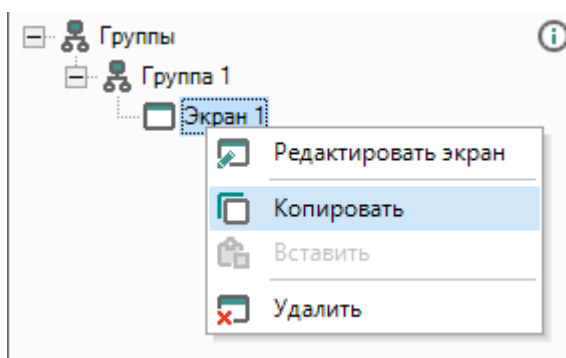 Группы
Группа 1
Экран 1
Редактировать экран
Копировать
Вставить
Удалить